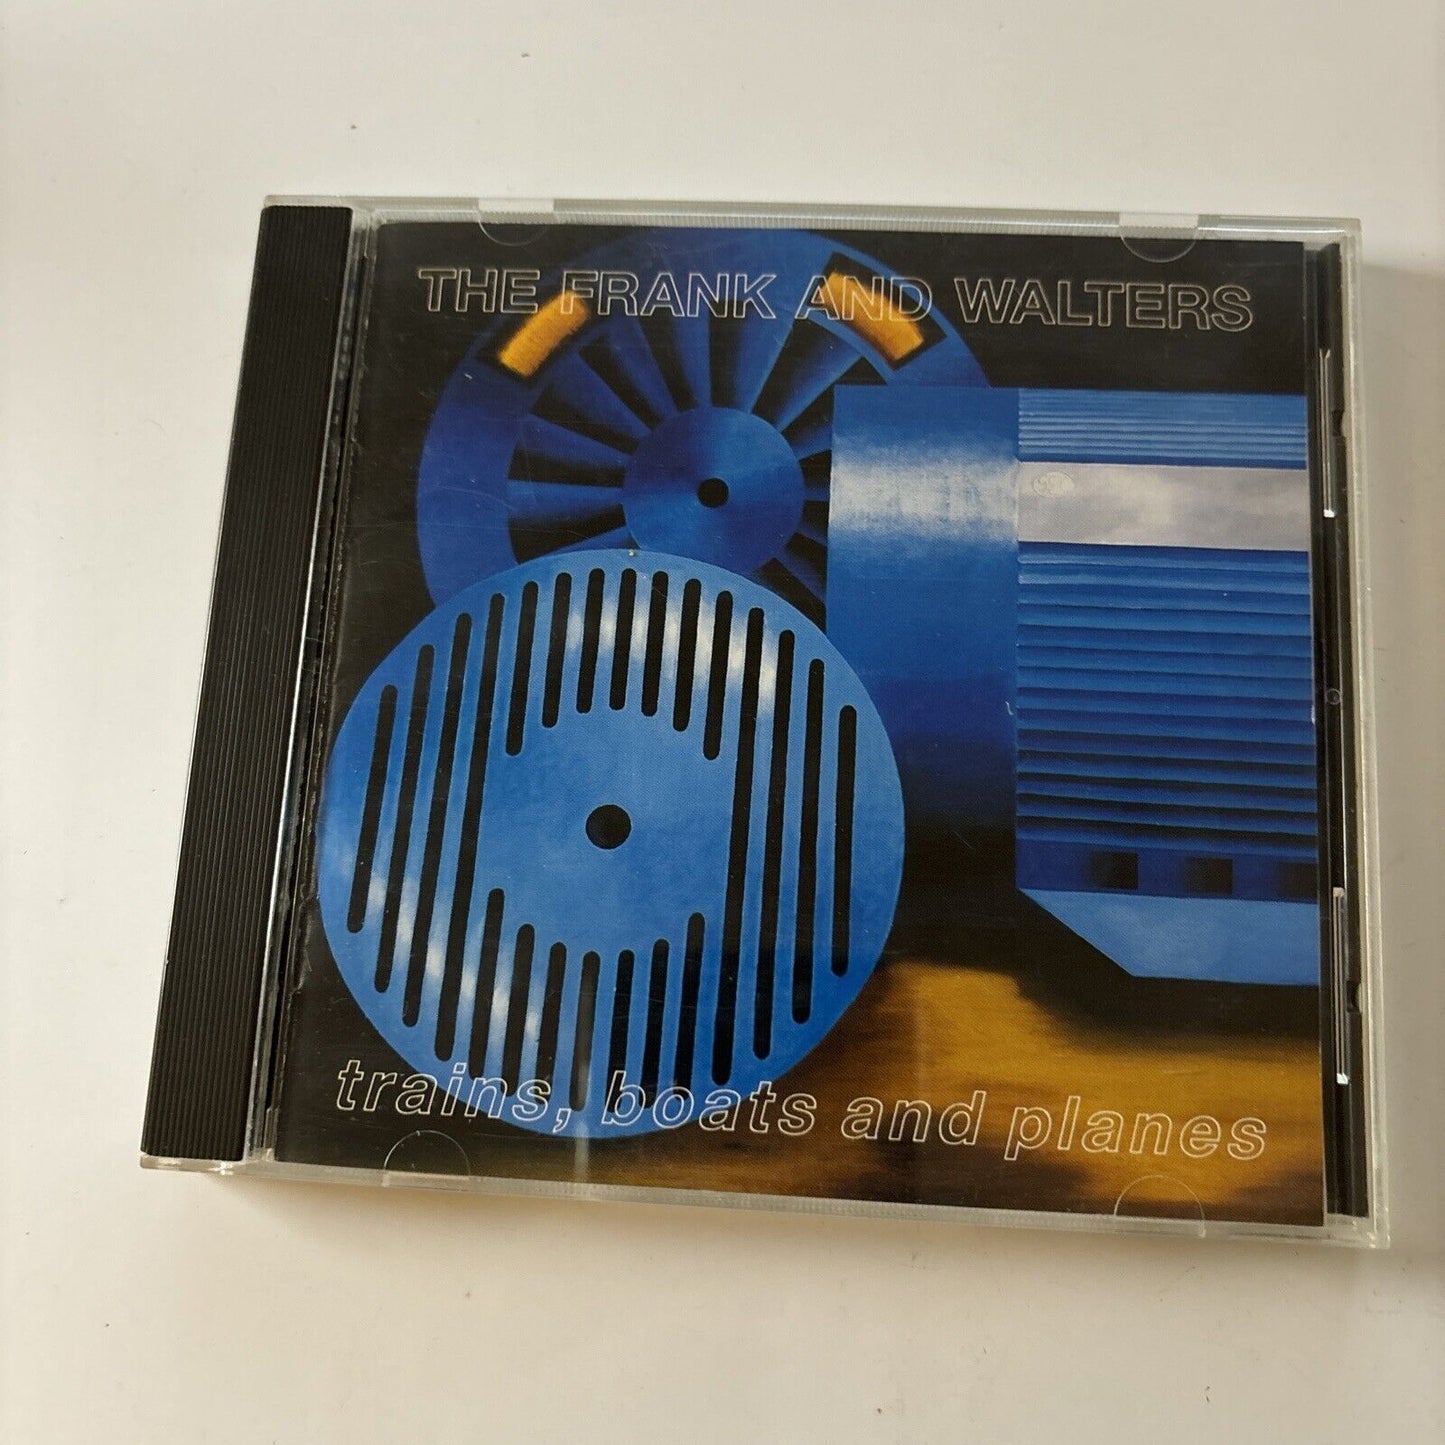 THE FRANK AND WALTERS
trains, boats and planes